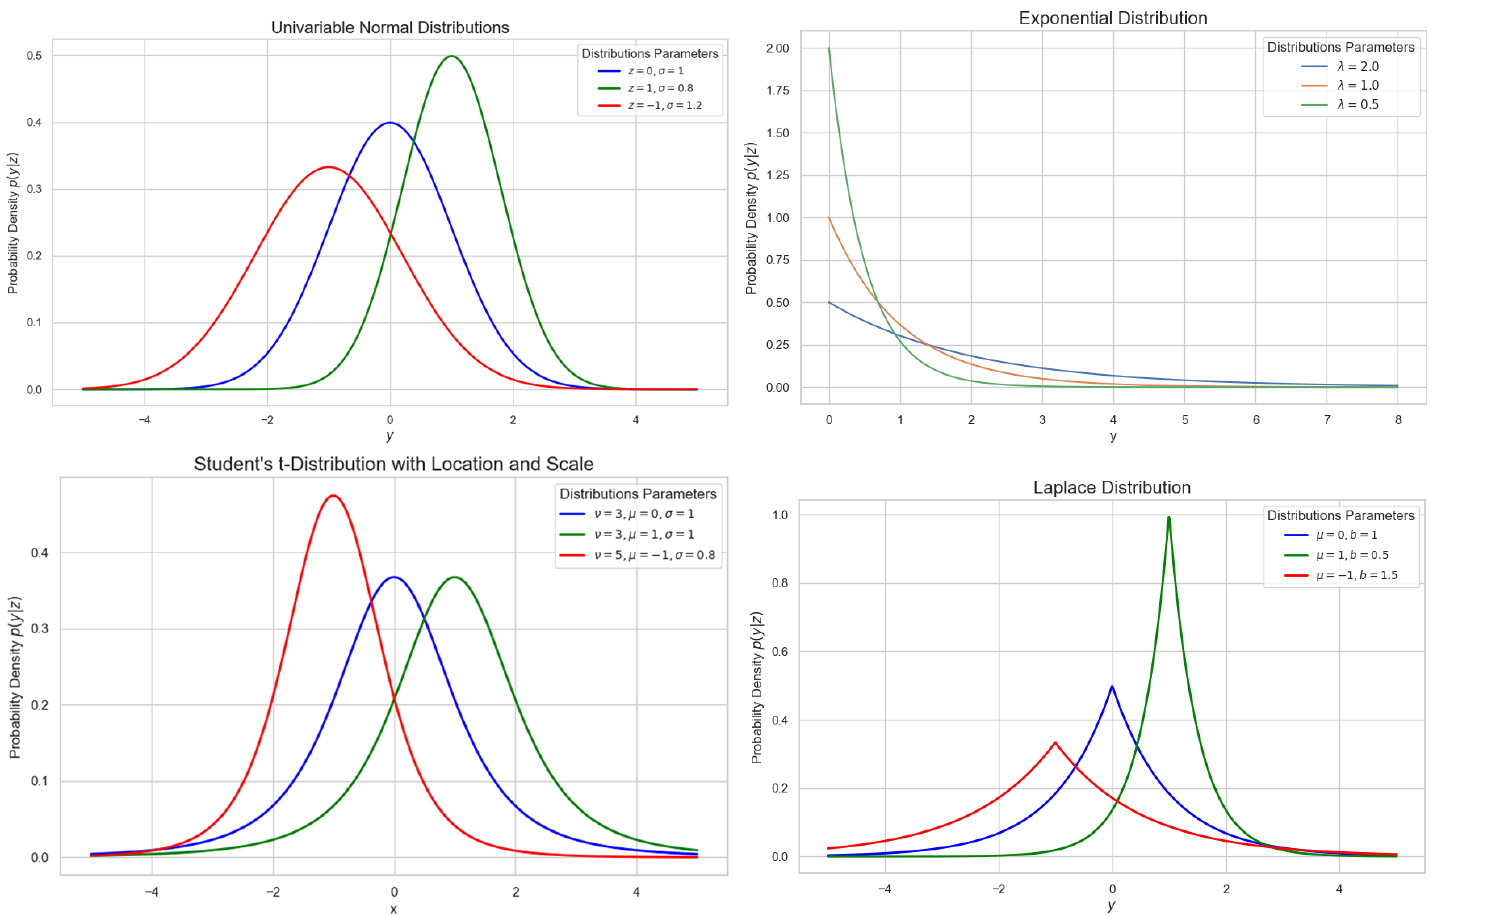 Univariable Normal Distributions
Distributions Parameters
z = 0, σ = 1
z = 1, σ = 0.8
z = −1, σ = 1.2
Probability Density p(y|z)
0.5
0.4
0.3
0.2
0.1
0.0
−4
−2
0
2
4
y
Exponential Distribution
Distributions Parameters
λ = 2.0
λ = 1.0
λ = 0.5
Probability Density p(y|z)
2.00
1.75
1.50
1.25
1.00
0.75
0.50
0.25
0.00
0
1
2
3
4
5
6
7
8
y
Student's t-Distribution with Location and Scale
Distributions Parameters
ν = 3, μ = 0, σ = 1
ν = 3, μ = 1, σ = 1
ν = 5, μ = −1, σ = 0.8
Probability Density p(y|z)
0.4
0.3
0.2
0.1
0.0
−4
−2
0
2
4
x
Laplace Distribution
Distributions Parameters
μ = 0, b = 1
μ = 1, b = 0.5
μ = −1, b = 1.5
Probability Density p(y|z)
1.0
0.8
0.6
0.4
0.2
0.0
−4
−2
0
2
4
y